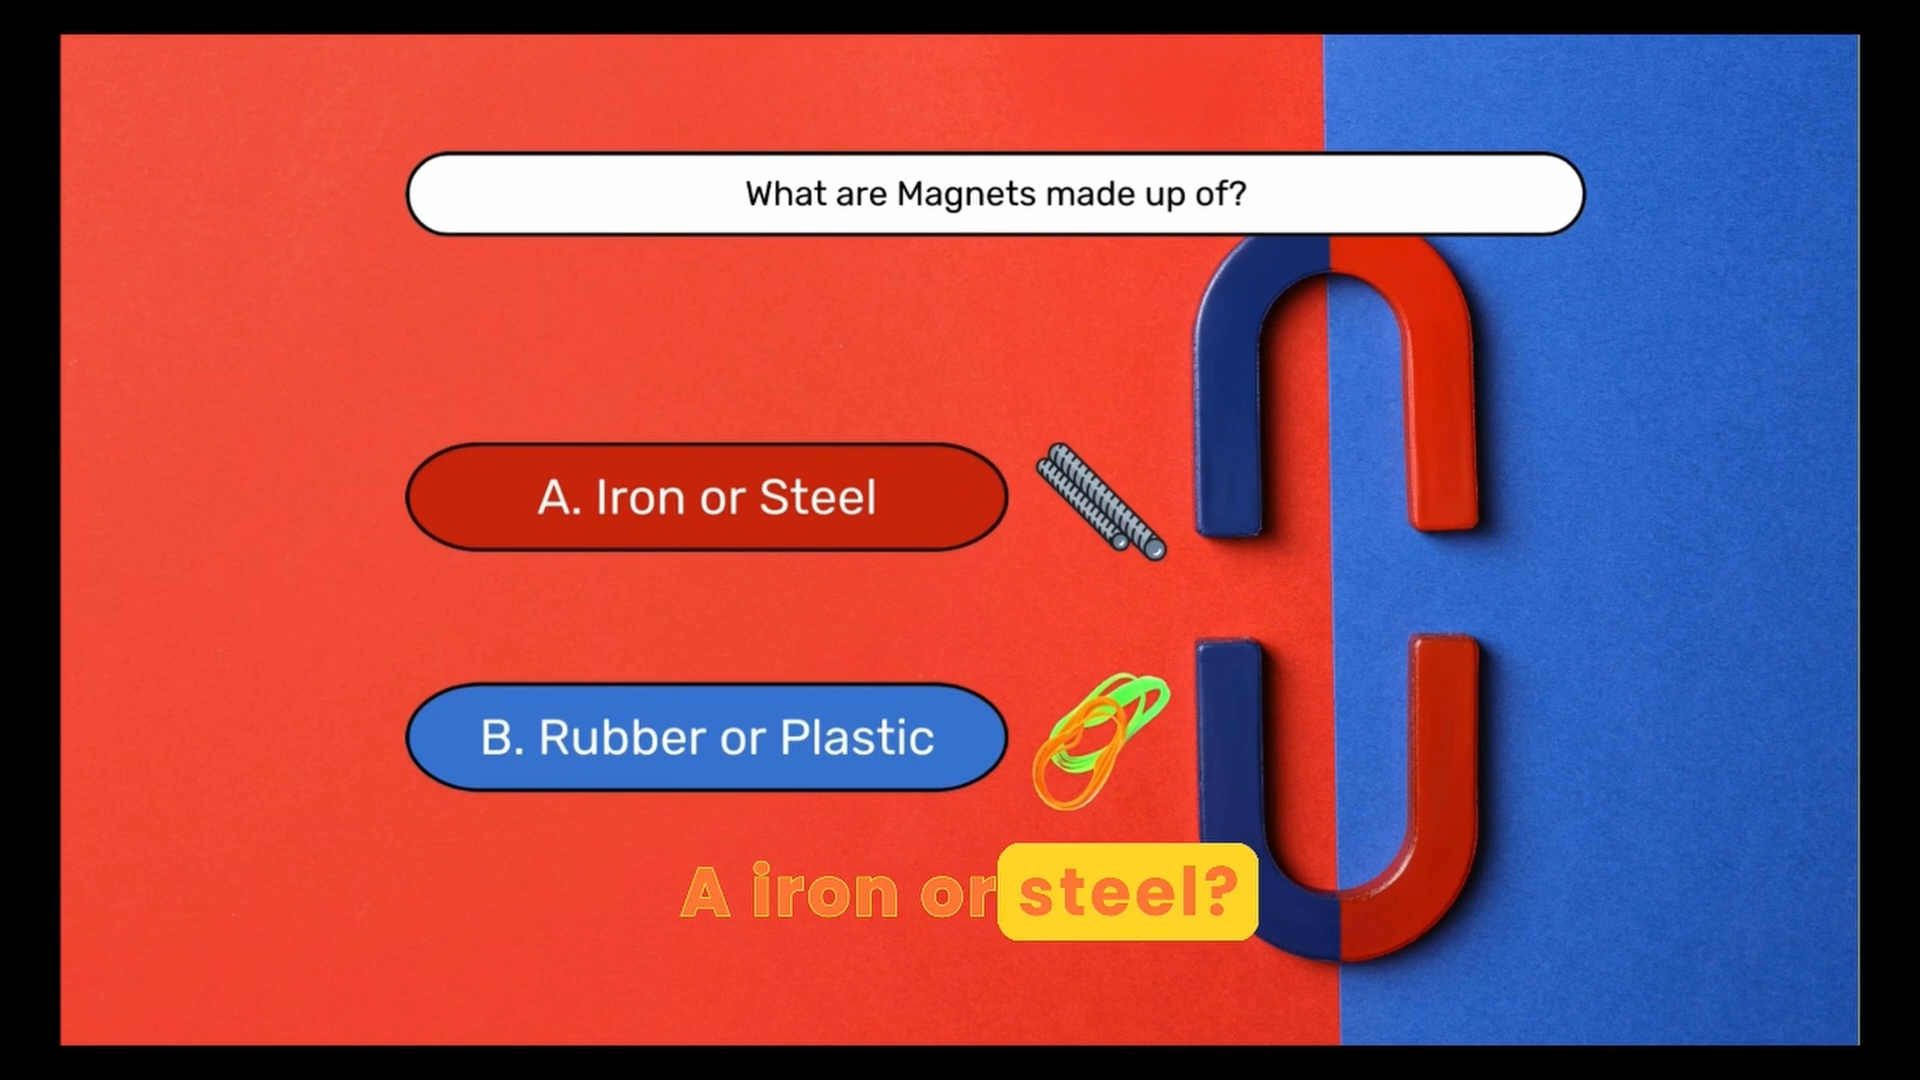 What are Magnets made up of?
A. Iron or Steel
B. Rubber or Plastic
A iron or steel?